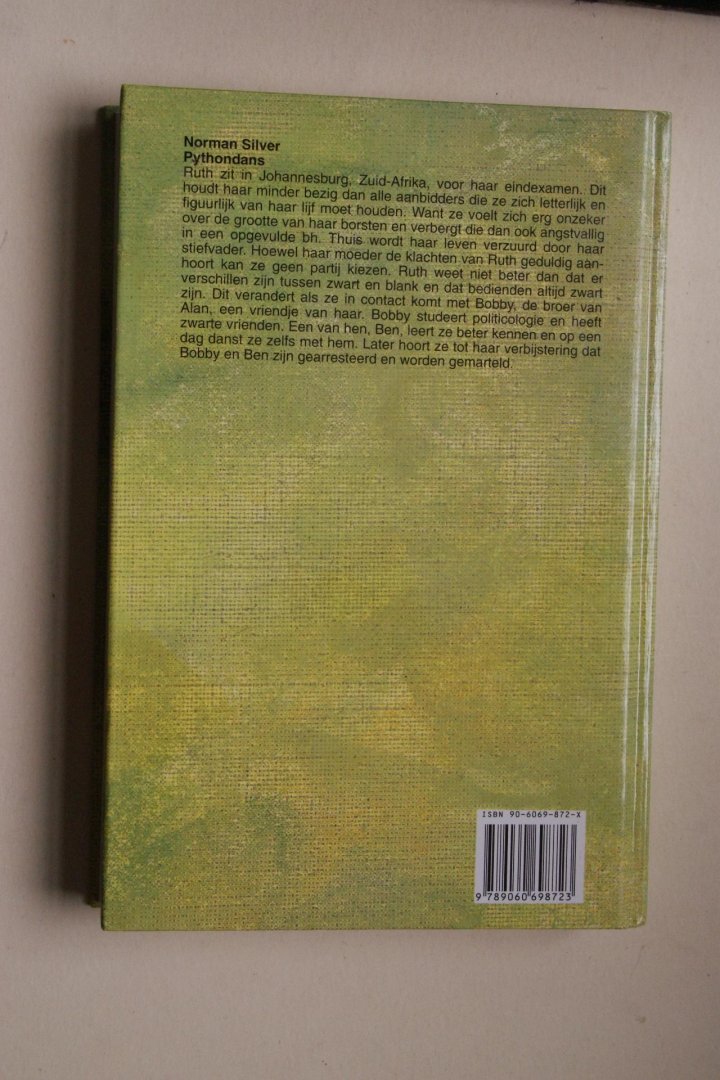 Norman Silver
Pythondans
Ruth zit in Johannesburg, Zuid-Afrika, voor haar eindexamen. Dit
houdt haar minder bezig dan alle aanbidders die ze zich letterlijk en
figuurlijk van haar lijf moet houden. Want ze voelt zich erg onzeker
over de grootte van haar borsten en verbergt die dan ook angstvallig
in een opgevulde bh. Thuis wordt haar leven verzuurd door haar
stiefvader. Hoewel haar moeder de klachten van Ruth geduldig aan-
hoort kan ze geen partij kiezen. Ruth weet niet beter dan dat er
verschillen zijn tussen zwart en blank en dat bedienden altijd zwart
zijn. Dit verandert als ze in contact komt met Bobby, de broer van
Alan, een vriendje van haar. Bobby studeert politicologie en heeft
zwarte vrienden. Een van hen, Ben, leert ze beter kennen en op een
dag danst ze zelfs met hem. Later hoort ze tot haar verbijstering dat
Bobby en Ben zijn gearresteerd en worden gemarteld.
ISBN 90-6069-872-X
9 789060 698723